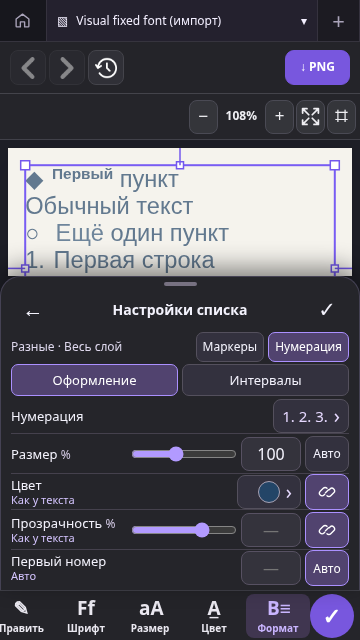 Visual fixed font (импорт)
↓ PNG
108%
◆ Первый пункт
Обычный текст
○ Ещё один пункт
1. Первая строка
Настройки списка
Разные · Весь слой
Маркеры
Нумерация
Оформление
Интервалы
Нумерация
1. 2. 3. ›
Размер %
100
Авто
Цвет
Как у текста
Прозрачность %
Как у текста
—
Первый номер
Авто
—
Авто
Править
Ff
Шрифт
аА
Размер
A
Цвет
B≡
Формат